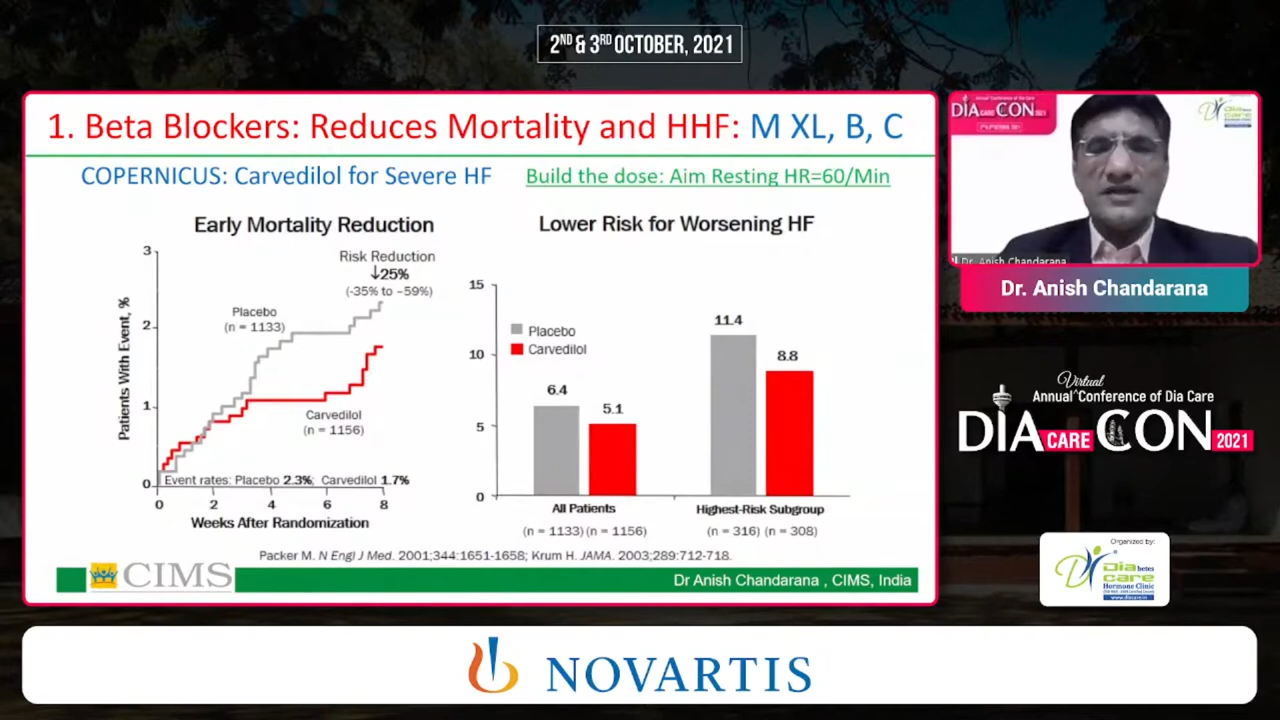 2ND & 3RD OCTOBER, 2021
1. Beta Blockers: Reduces Mortality and HHF: M XL, B, C
COPERNICUS: Carvedilol for Severe HF
Build the dose: Aim Resting HR=60/Min
Early Mortality Reduction
Risk Reduction
↓25%
(-35% to –59%)
Placebo
(n = 1133)
Carvedilol
(n = 1156)
Patients With Event, %
3
2
1
0
Event rates: Placebo 2.3%; Carvedilol 1.7%
0 2 4 6 8
Weeks After Randomization
Lower Risk for Worsening HF
15
10
5
0
Placebo
Carvedilol
6.4
5.1
11.4
8.8
All Patients
Highest-Risk Subgroup
(n = 1133) (n = 1156)
(n = 316) (n = 308)
Packer M. N Engl J Med. 2001;344:1651-1658; Krum H. JAMA. 2003;289:712-718.
CIMS
Dr Anish Chandarana , CIMS, India
DIA CARE CON 2021
Dr. Anish Chandarana
Dr. Anish Chandarana
Virtual
Annual ^ Conference of Dia Care
DIA CARE CON 2021
Organized by:
Diabetes
care
Hormone Clinic
NOVARTIS